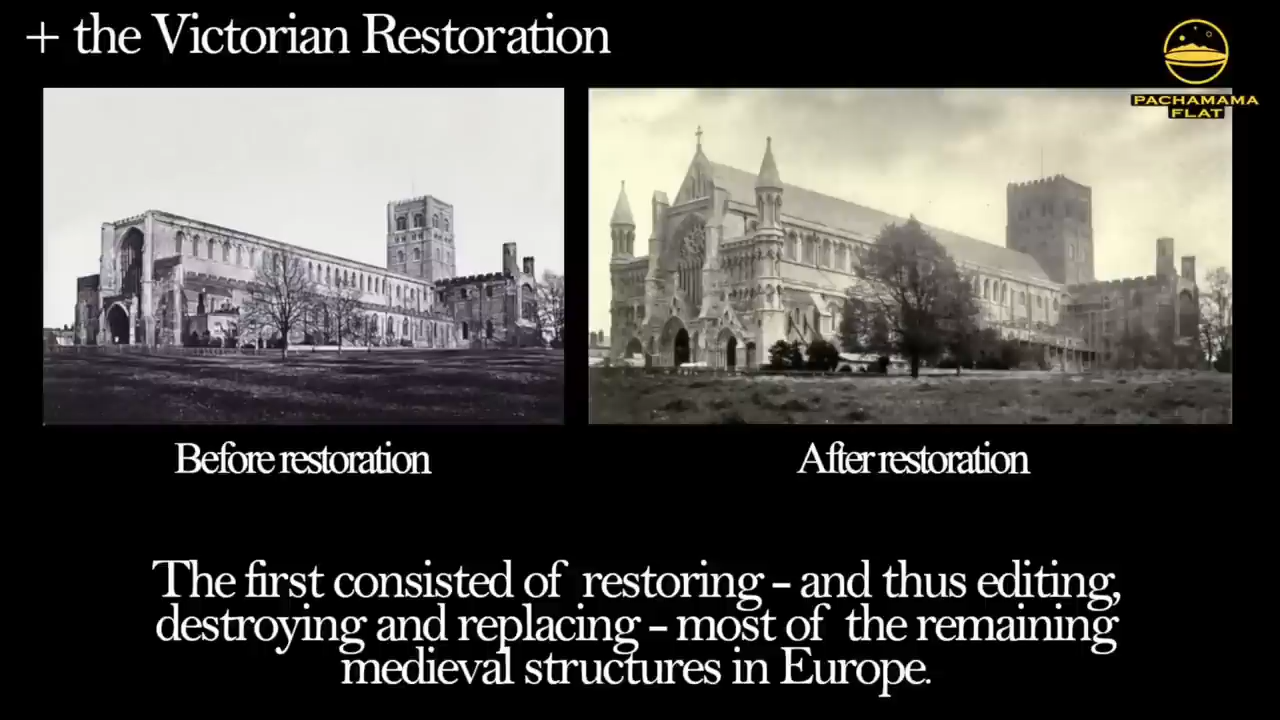 + the Victorian Restoration
PACHAMAMA
FLAT
Before restoration
After restoration
The first consisted of restoring – and thus editing,
destroying and replacing – most of the remaining
medieval structures in Europe.